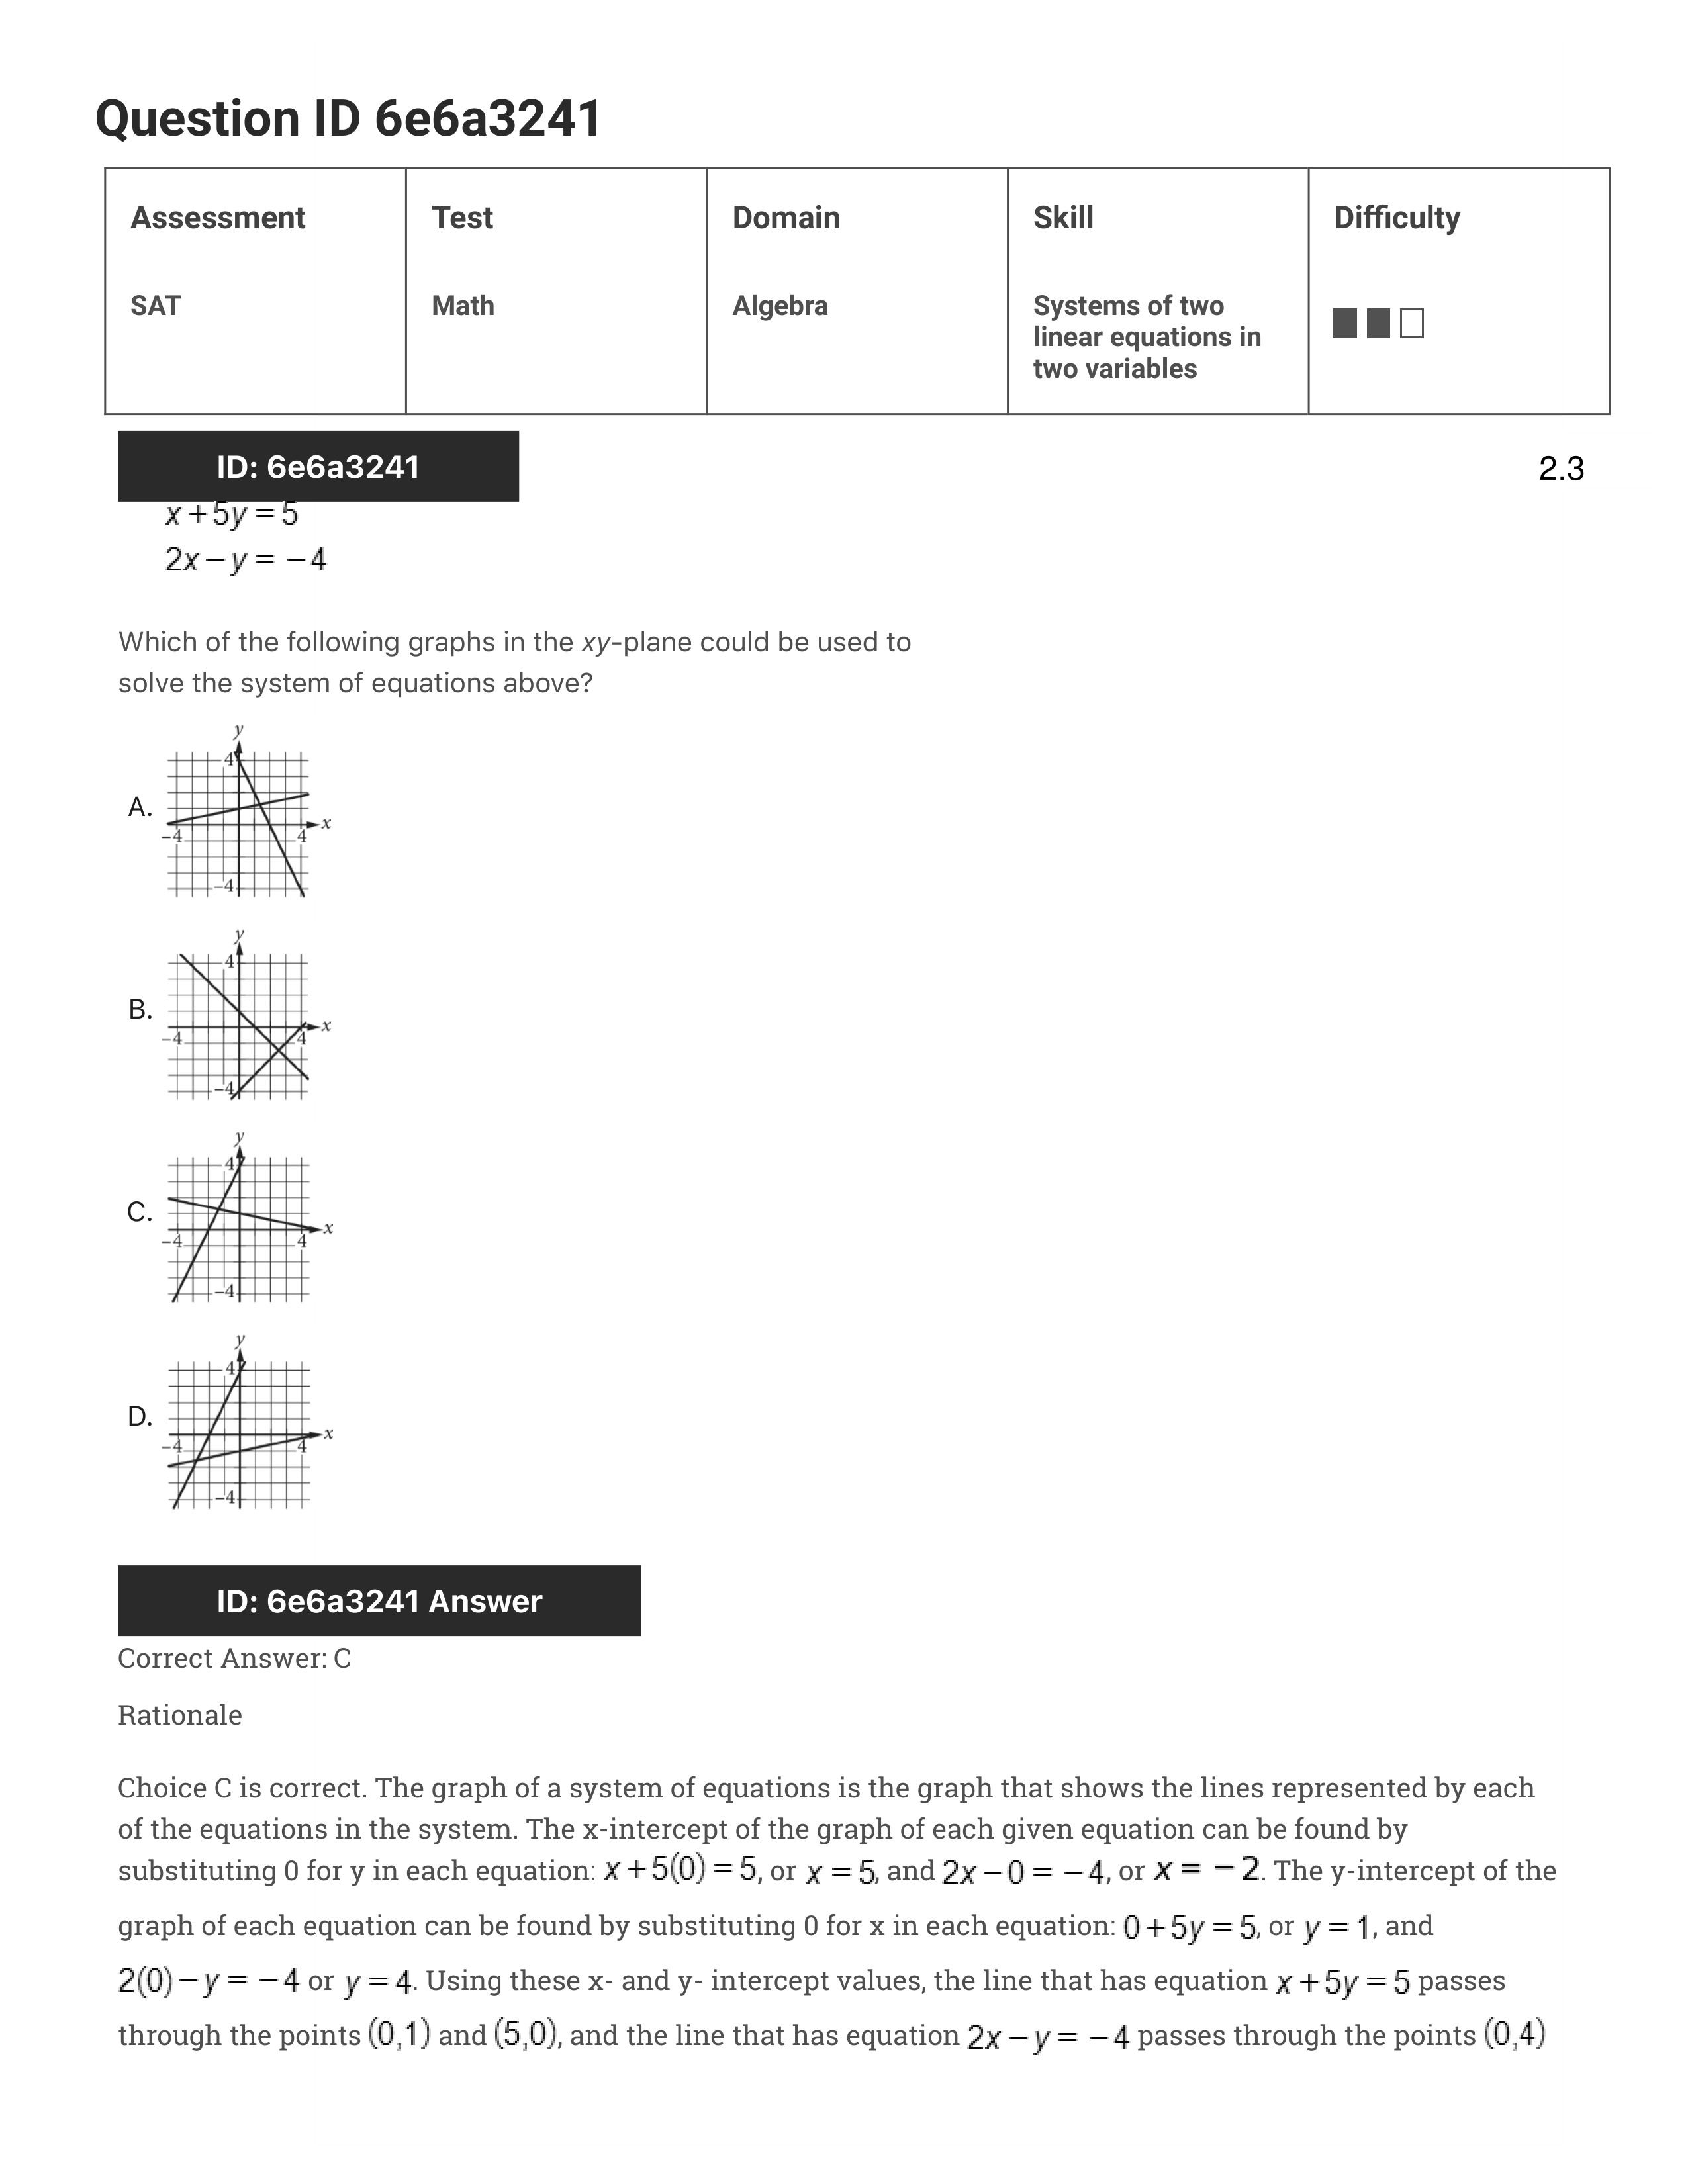 Question ID 6e6a3241
Assessment Test Domain Skill Difficulty
SAT Math Algebra Systems of two
linear equations in
two variables
ID: 6e6a3241 2.3
x+5y=5
2x−y=−4
Which of the following graphs in the xy-plane could be used to
solve the system of equations above?
A.
y
4
x
−4
4
−4
B.
y
4
x
−4
4
−4
C.
y
4
x
−4
4
−4
D.
y
4
x
−4
4
−4
ID: 6e6a3241 Answer
Correct Answer: C
Rationale
Choice C is correct. The graph of a system of equations is the graph that shows the lines represented by each
of the equations in the system. The x-intercept of the graph of each given equation can be found by
substituting 0 for y in each equation: x+5(0)=5, or x=5, and 2x−0=−4, or x=−2. The y-intercept of the
graph of each equation can be found by substituting 0 for x in each equation: 0+5y=5, or y=1, and
2(0)−y=−4 or y=4. Using these x- and y- intercept values, the line that has equation x+5y=5 passes
through the points (0,1) and (5,0), and the line that has equation 2x−y=−4 passes through the points (0,4)